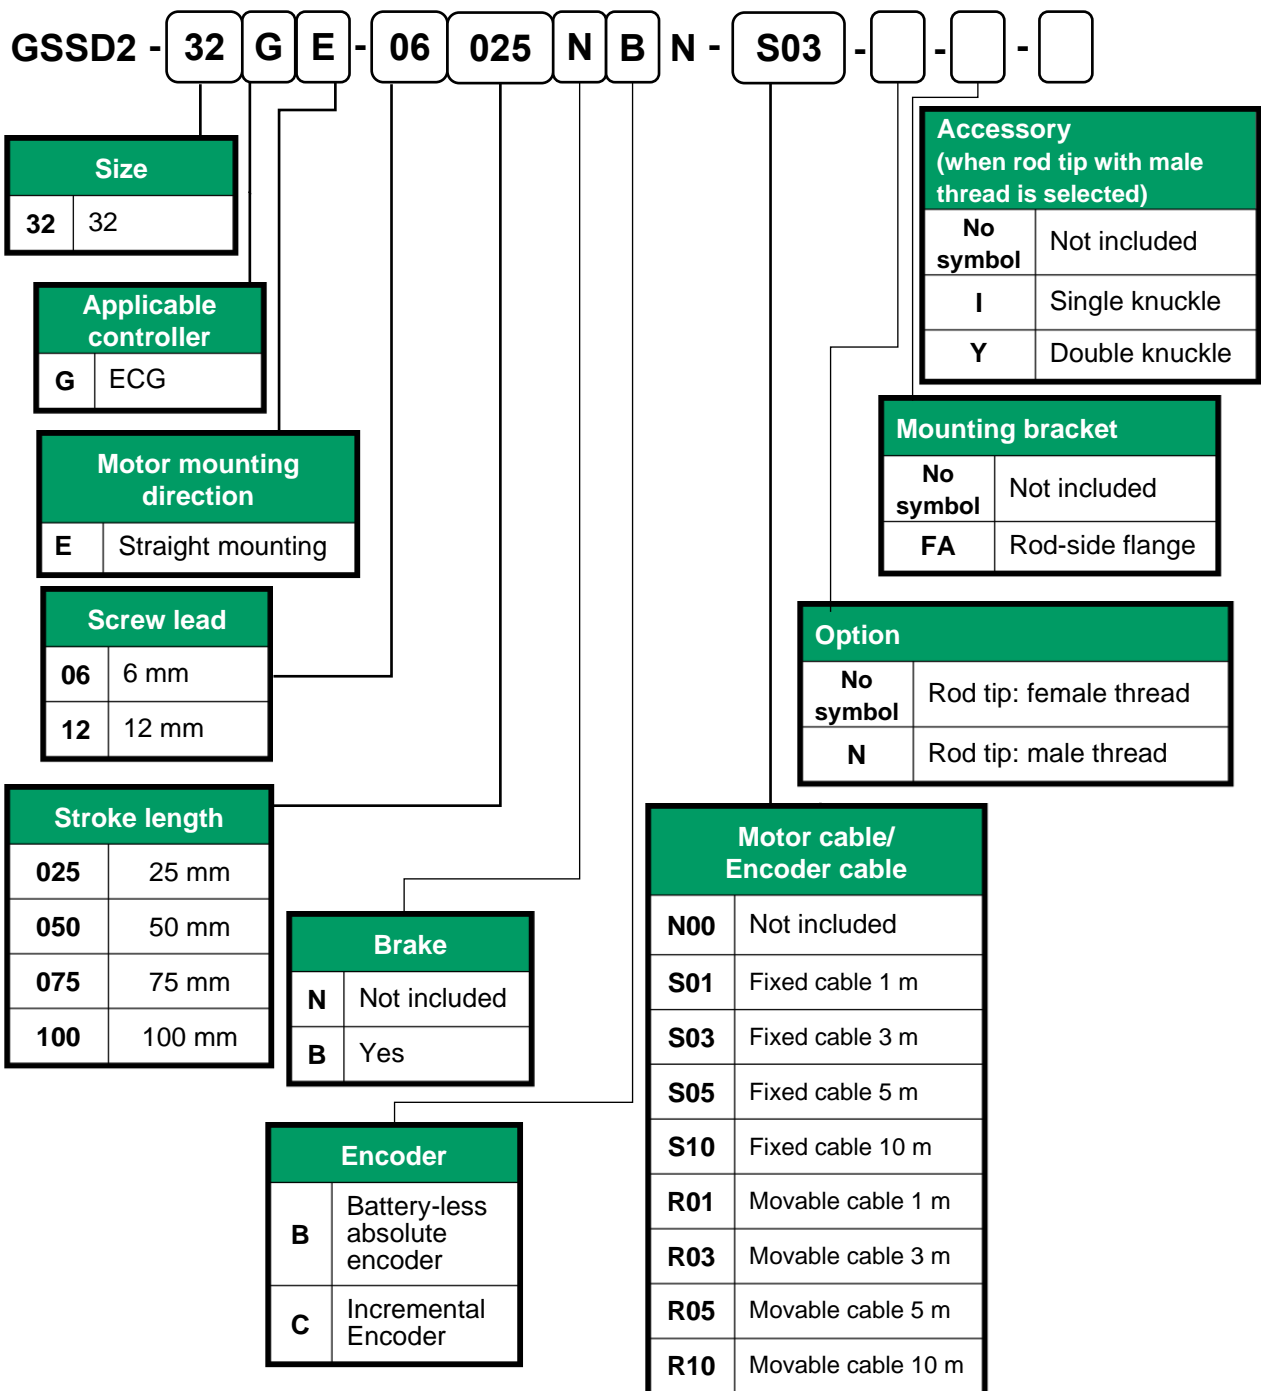 GSSD2 - 32 G E - 06 025 N B N - S03 - - -
Size
32 32
Applicable
controller
G ECG
Motor mounting
direction
E Straight mounting
Screw lead
06 6 mm
12 12 mm
Stroke length
025 25 mm
050 50 mm
075 75 mm
100 100 mm
Brake
N Not included
B Yes
Encoder
B Battery-less
absolute
encoder
C Incremental
Encoder
Motor cable/
Encoder cable
N00 Not included
S01 Fixed cable 1 m
S03 Fixed cable 3 m
S05 Fixed cable 5 m
S10 Fixed cable 10 m
R01 Movable cable 1 m
R03 Movable cable 3 m
R05 Movable cable 5 m
R10 Movable cable 10 m
Option
No
symbol Rod tip: female thread
N Rod tip: male thread
Mounting bracket
No
symbol Not included
FA Rod-side flange
Accessory
(when rod tip with male
thread is selected)
No
symbol Not included
I Single knuckle
Y Double knuckle